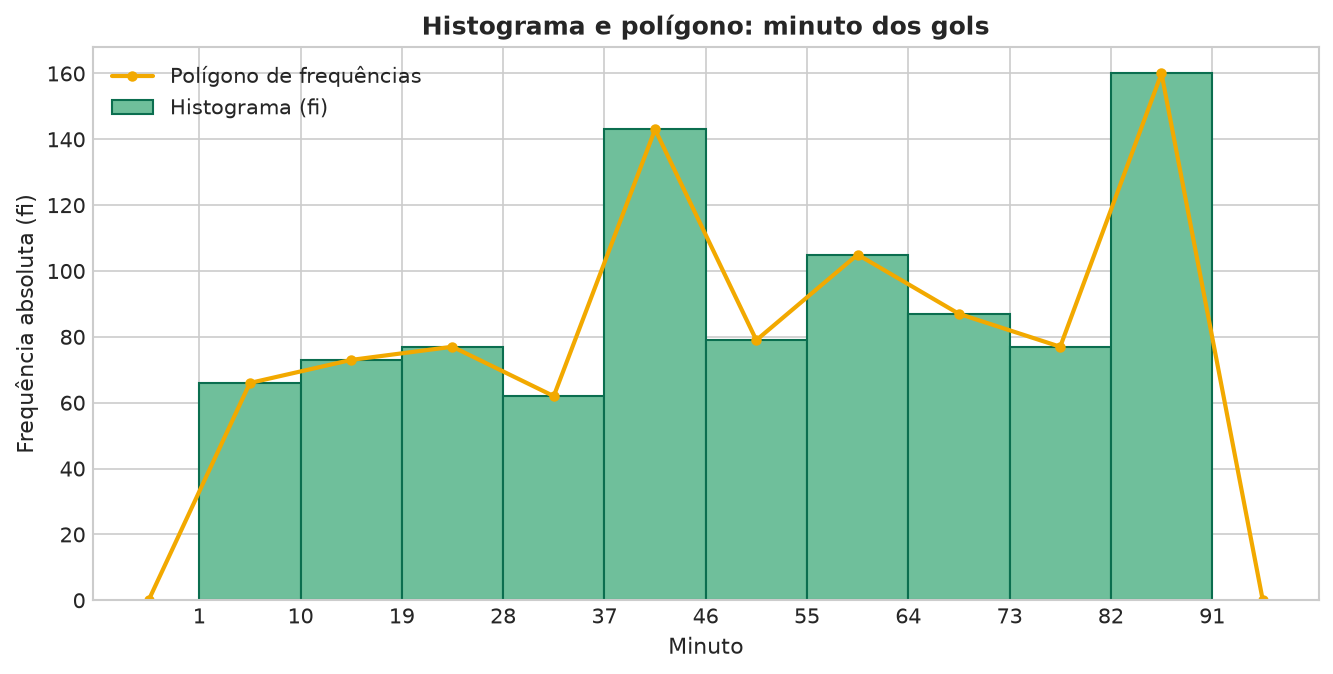 Histograma e polígono: minuto dos gols
Polígono de frequências
Histograma (fi)
Frequência absoluta (fi)
160
140
120
100
80
60
40
20
0
1 10 19 28 37 46 55 64 73 82 91
Minuto